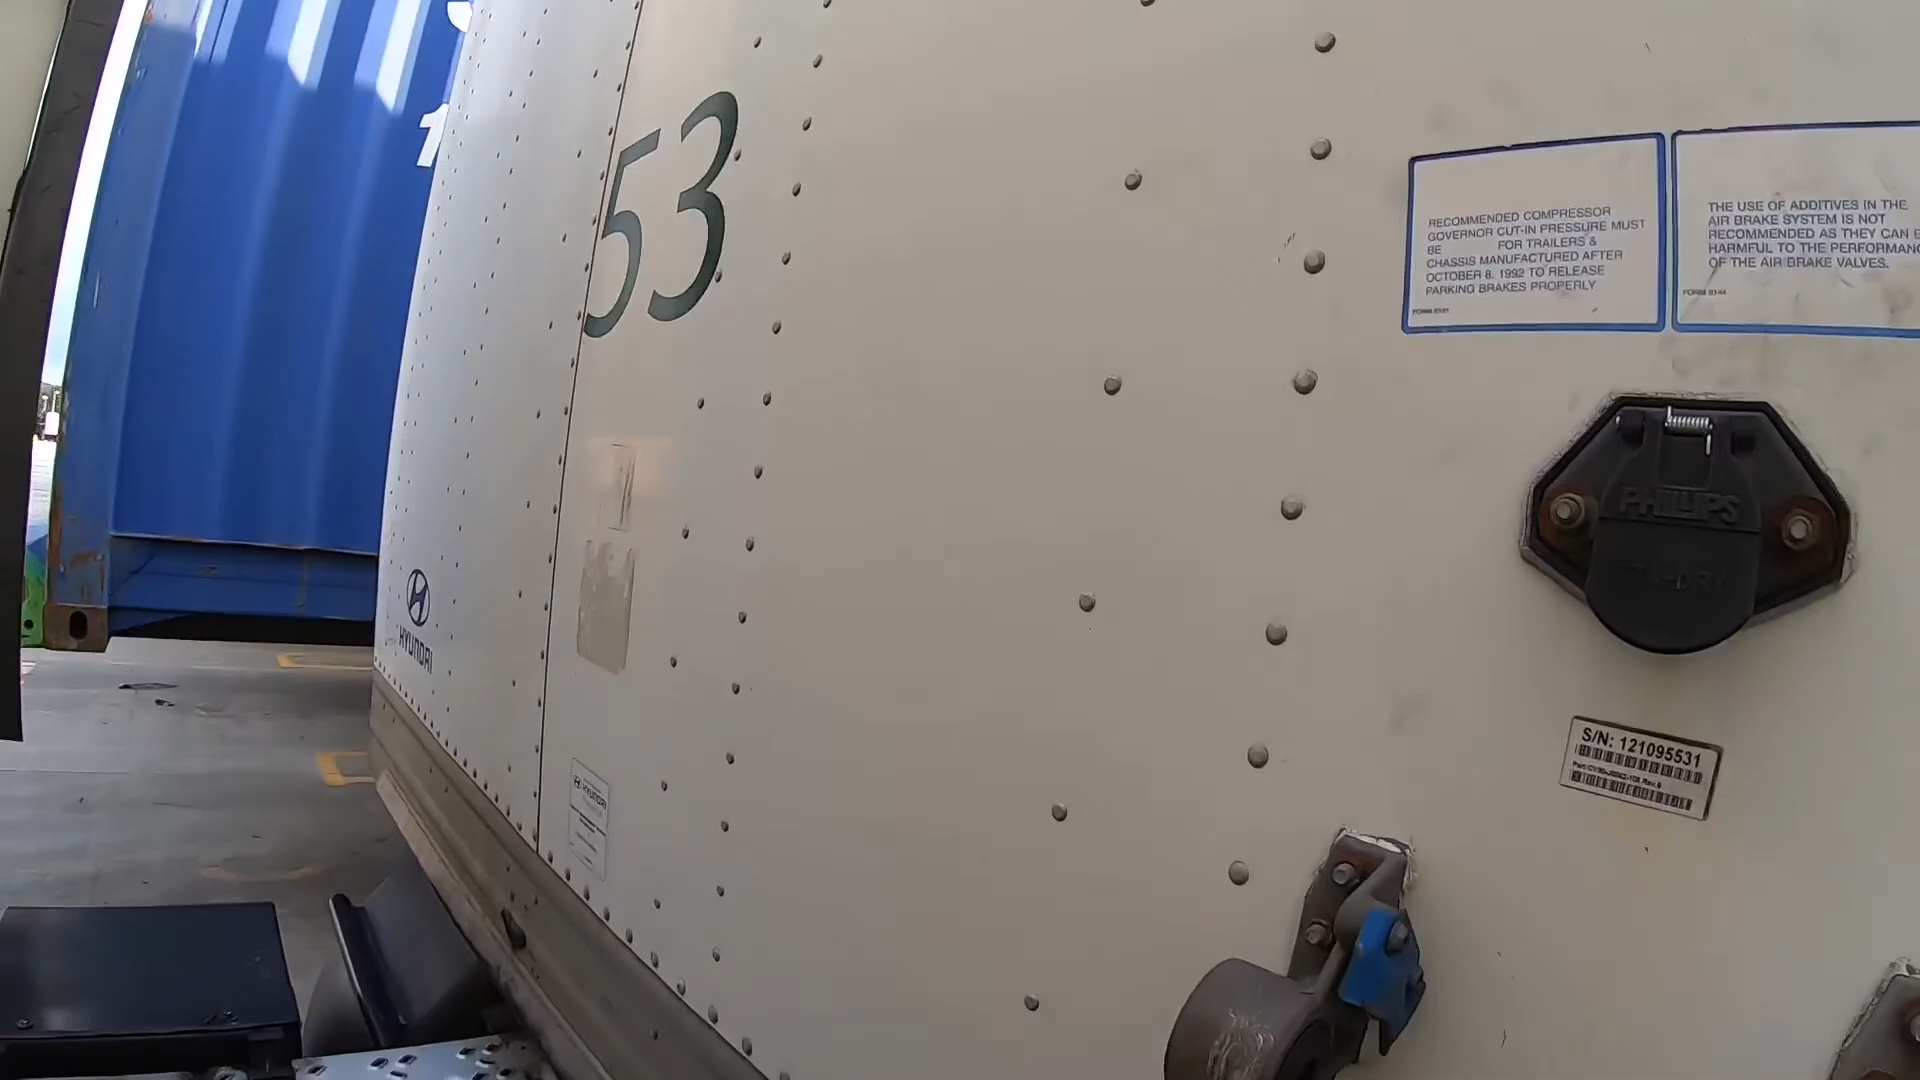 53
RECOMMENDED COMPRESSOR
GOVERNOR CUT-IN PRESSURE MUST
BE FOR TRAILERS &
CHASSIS MANUFACTURED AFTER
OCTOBER 8, 1992 TO RELEASE
PARKING BRAKES PROPERLY
THE USE OF ADDITIVES IN THE
AIR BRAKE SYSTEM IS NOT
RECOMMENDED AS THEY CAN
HARMFUL TO THE PERFORMANC
OF THE AIR BRAKE VALVES.
PHILLIPS
S/N: 121095531
HYUNDAI
HYUNDAI